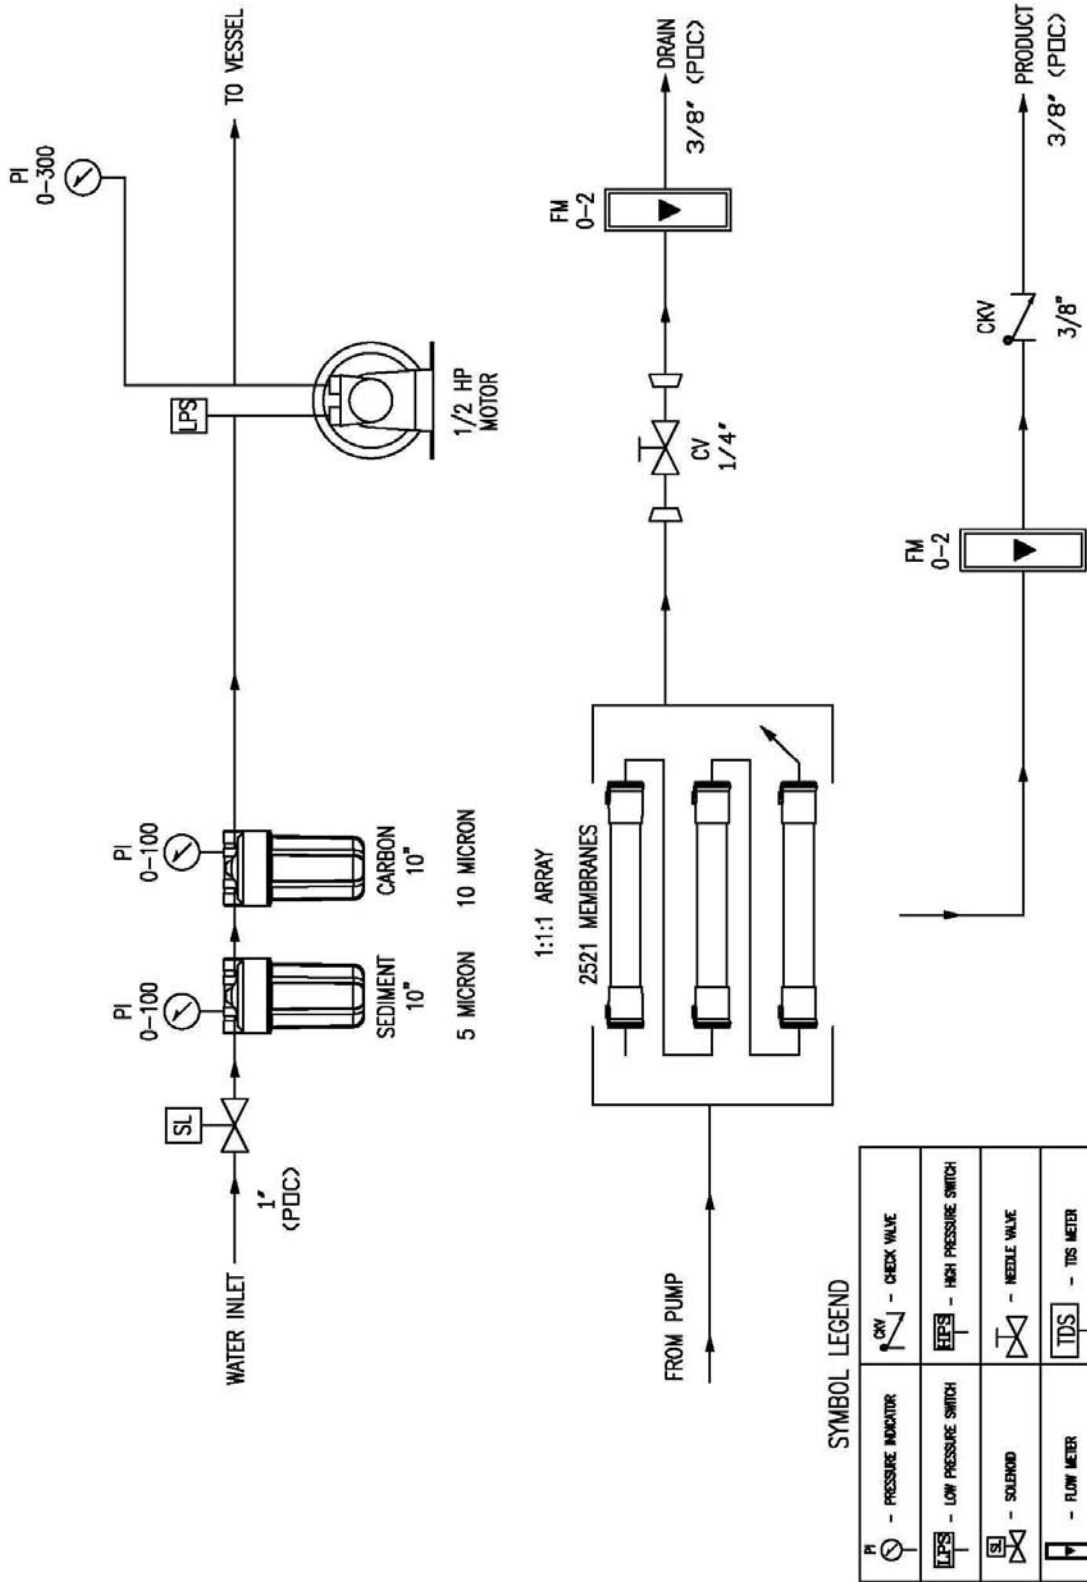 WATER INLET
1"
(POC)
SL
PI
0-100
SEDIMENT
10"
5 MICRON
PI
0-100
CARBON
10"
10 MICRON
LPS
1/2 HP
MOTOR
PI
0-300
TO VESSEL
FROM PUMP
1:1:1 ARRAY
2521 MEMBRANES
CV
1/4"
FM
0-2
DRAIN
3/8" (POC)
FM
0-2
CKV
3/8"
PRODUCT
3/8" (POC)
SYMBOL LEGEND
PI
- PRESSURE INDICATOR
CKV
- CHECK VALVE
LPS
- LOW PRESSURE SWITCH
HPS
- HIGH PRESSURE SWITCH
SL
- SOLENOID
- NEEDLE VALVE
- FLOW METER
TDS
- TDS METER